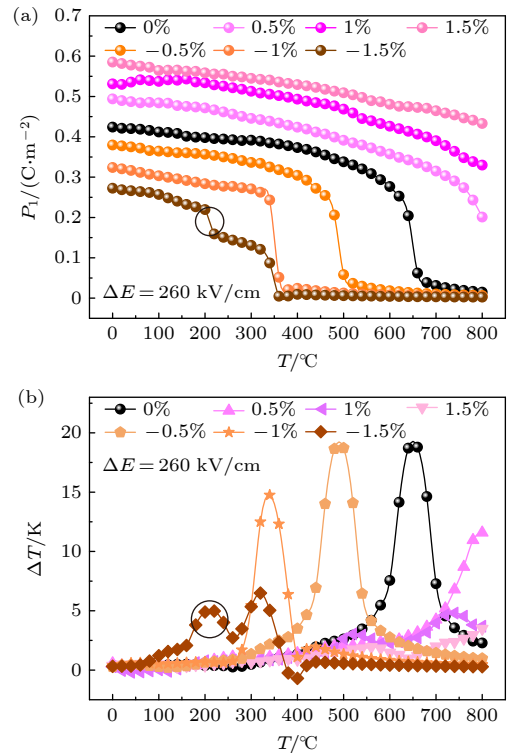 (a)
0.7
0.6
0.5
0.4
0.3
0.2
0.1
0
P₁/(C·m⁻²)
0% 0.5% 1% 1.5%
−0.5% −1% −1.5%
ΔE = 260 kV/cm
0 100 200 300 400 500 600 700 800
T/℃
(b)
20
15
10
5
0
ΔT/K
0% 0.5% 1% 1.5%
−0.5% −1% −1.5%
ΔE = 260 kV/cm
0 100 200 300 400 500 600 700 800
T/℃